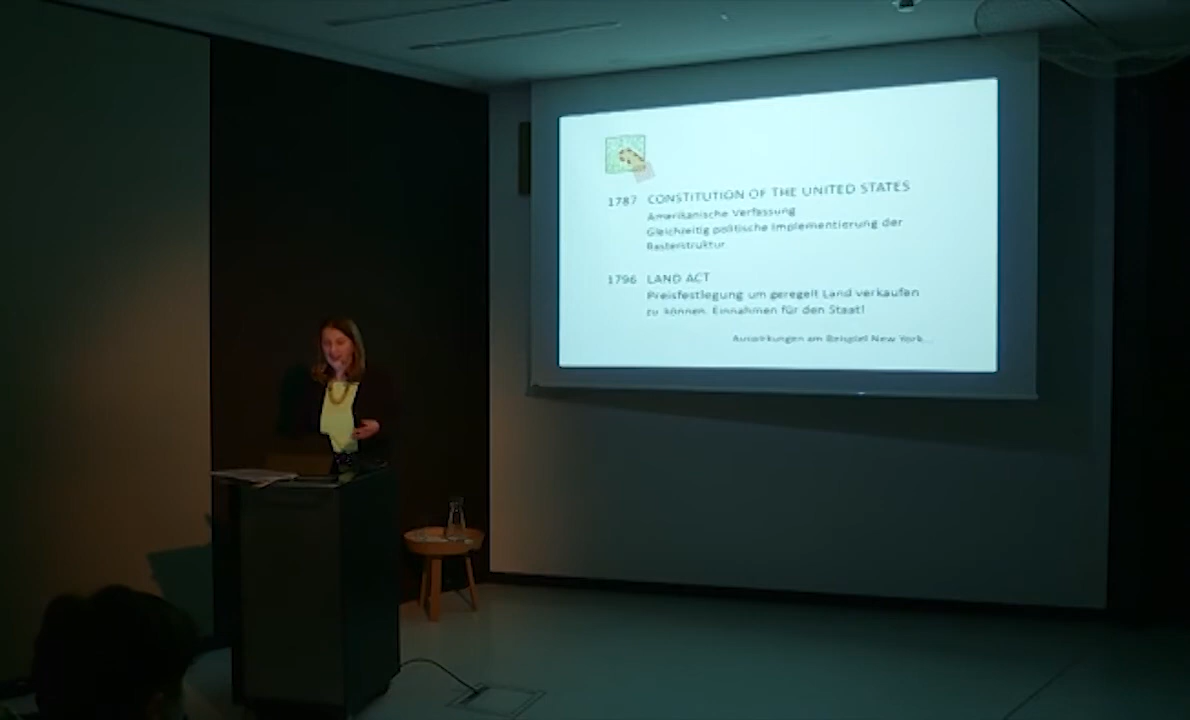 1787 CONSTITUTION OF THE UNITED STATES
Amerikanische Verfassung
Gleichzeitig politische Implementierung der
Rasterstruktur
1796 LAND ACT
Preisfestlegung um geregelt Land verkaufen
zu können. Einnahmen für den Staat!
Auswirkungen am Beispiel New York...